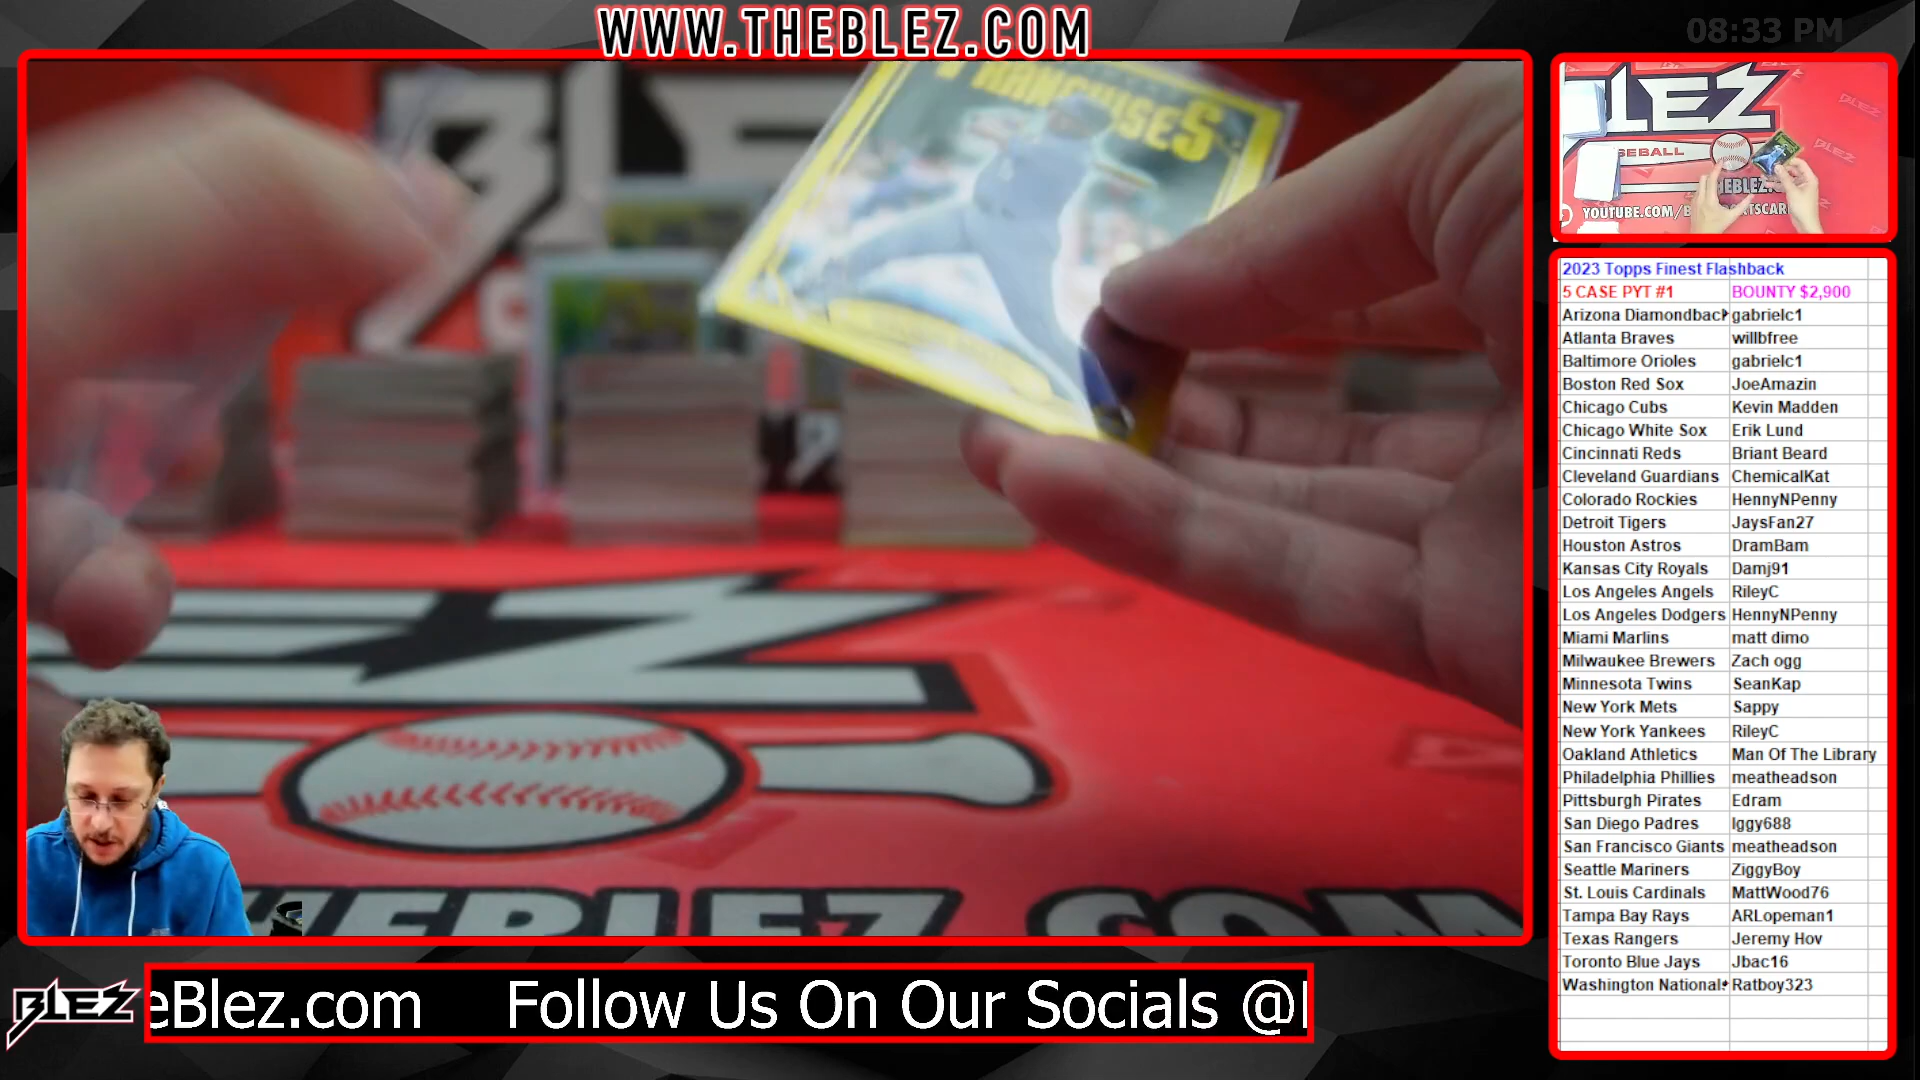 WWW.THEBLEZ.COM
08:33 PM
FRANCHISES
LEZ
BLEZ
BLEZ
YOUTUBE.COM/B
2023 Topps Finest Flashback
5 CASE PYT #1 BOUNTY $2,900
Arizona Diamondback gabrielc1
Atlanta Braves willbfree
Baltimore Orioles gabrielc1
Boston Red Sox JoeAmazin
Chicago Cubs Kevin Madden
Chicago White Sox Erik Lund
Cincinnati Reds Briant Beard
Cleveland Guardians ChemicalKat
Colorado Rockies HennyNPenny
Detroit Tigers JaysFan27
Houston Astros DramBam
Kansas City Royals Damj91
Los Angeles Angels RileyC
Los Angeles Dodgers HennyNPenny
Miami Marlins matt dimo
Milwaukee Brewers Zach ogg
Minnesota Twins SeanKap
New York Mets Sappy
New York Yankees RileyC
Oakland Athletics Man Of The Library
Philadelphia Phillies meatheadson
Pittsburgh Pirates Edram
San Diego Padres Iggy688
San Francisco Giants meatheadson
Seattle Mariners ZiggyBoy
St. Louis Cardinals MattWood76
Tampa Bay Rays ARLopeman1
Texas Rangers Jeremy Hov
Toronto Blue Jays Jbac16
Washington Nationals Ratboy323
THEBLEZ.COM
BLEZ
eBlez.com Follow Us On Our Socials @